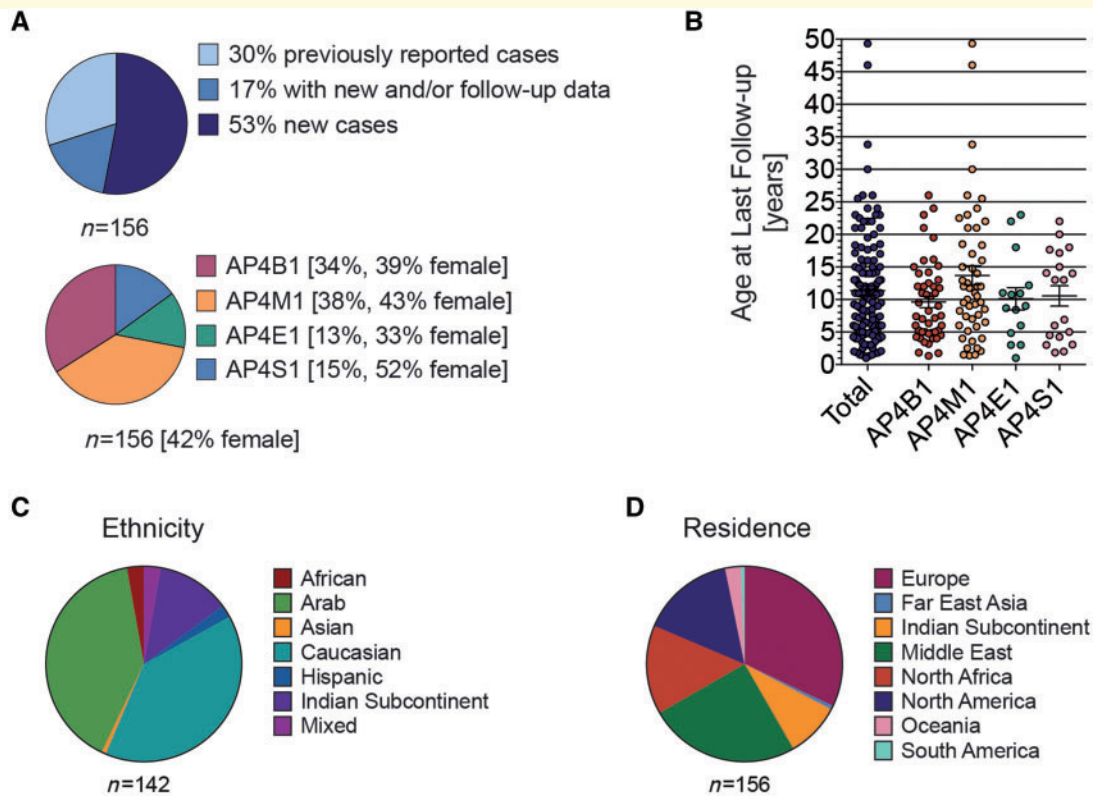 A
30% previously reported cases
17% with new and/or follow-up data
53% new cases
n=156
AP4B1 [34%, 39% female]
AP4M1 [38%, 43% female]
AP4E1 [13%, 33% female]
AP4S1 [15%, 52% female]
n=156 [42% female]
B
Age at Last Follow-up
[years]
50
45
40
35
30
25
20
15
10
5
0
Total
AP4B1
AP4M1
AP4E1
AP4S1
C
Ethnicity
African
Arab
Asian
Caucasian
Hispanic
Indian Subcontinent
Mixed
n=142
D
Residence
Europe
Far East Asia
Indian Subcontinent
Middle East
North Africa
North America
Oceania
South America
n=156